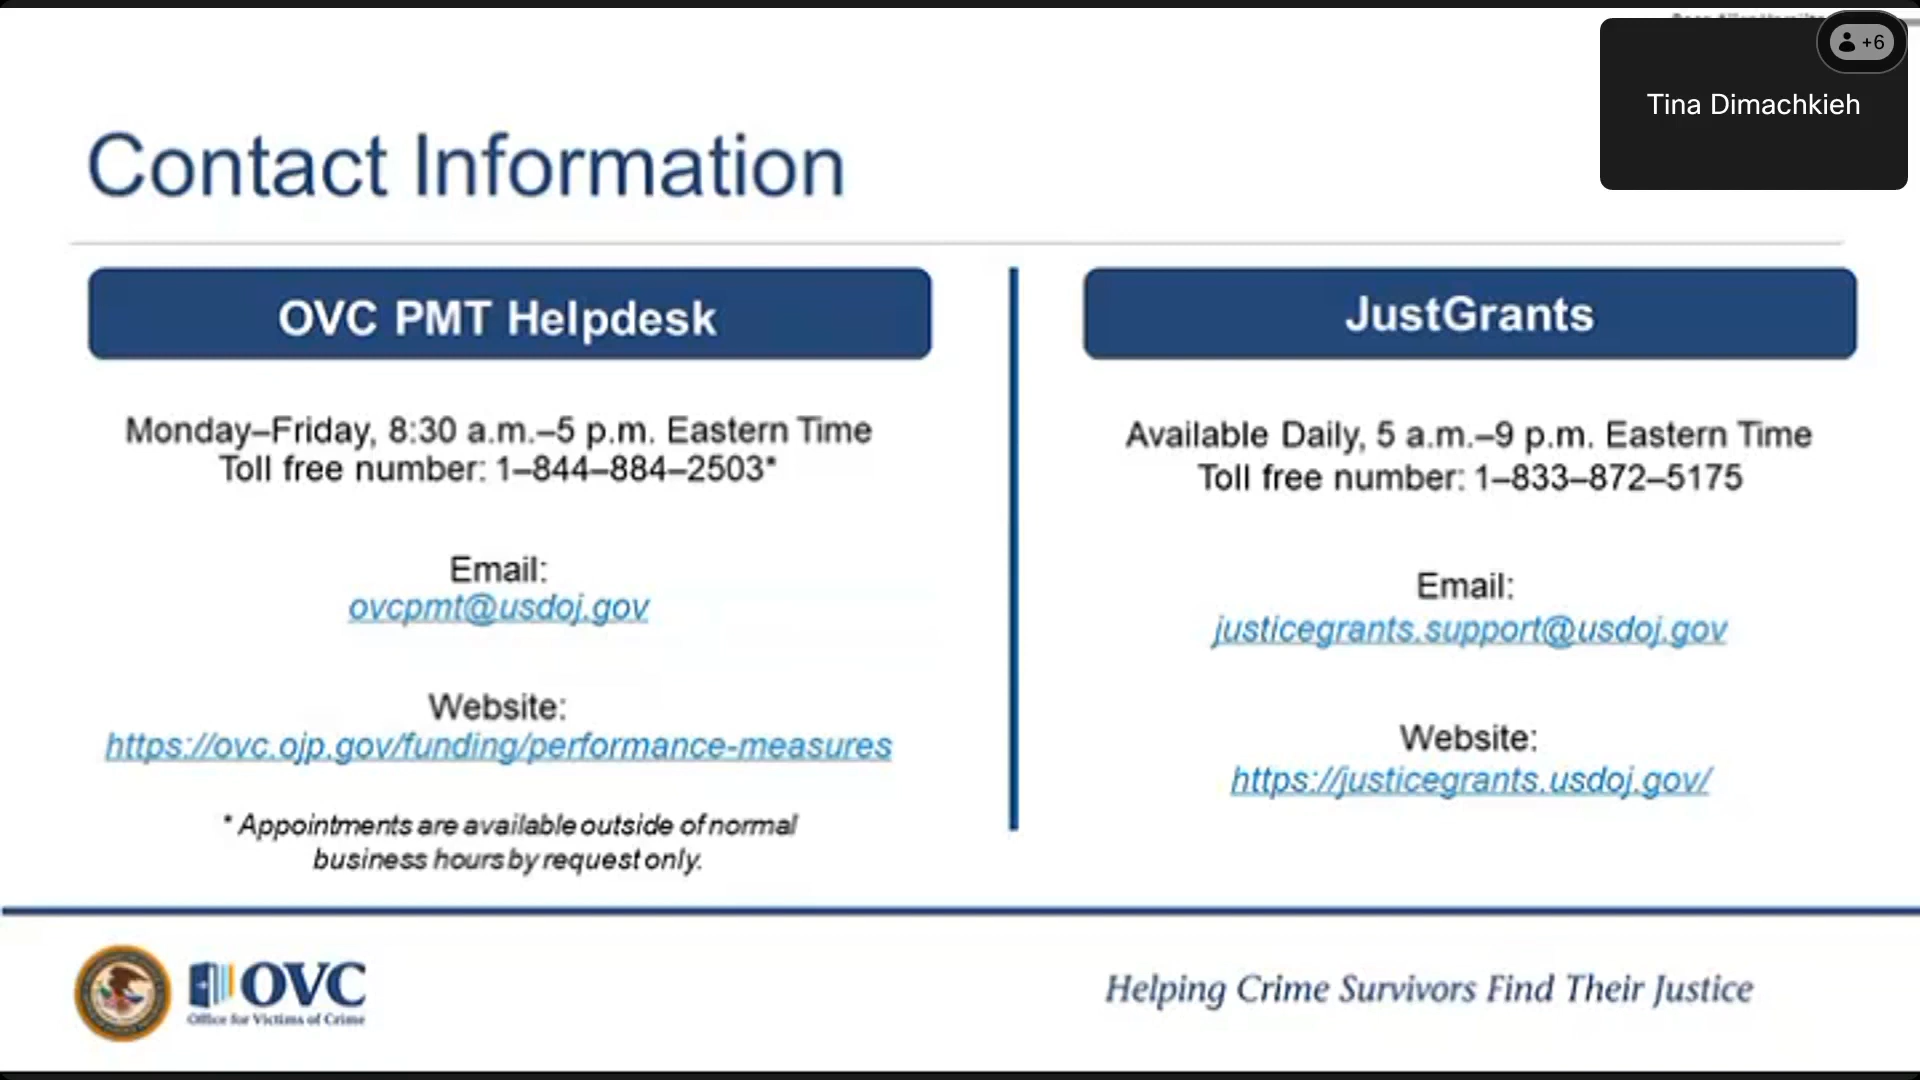 +6
Tina Dimachkieh
Contact Information
OVC PMT Helpdesk
Monday–Friday, 8:30 a.m.–5 p.m. Eastern Time
Toll free number: 1–844–884–2503*
Email:
ovcpmt@usdoj.gov
Website:
https://ovc.ojp.gov/funding/performance-measures
* Appointments are available outside of normal
business hours by request only.
JustGrants
Available Daily, 5 a.m.–9 p.m. Eastern Time
Toll free number: 1–833–872–5175
Email:
justicegrants.support@usdoj.gov
Website:
https://justicegrants.usdoj.gov/
OVC
Office for Victims of Crime
Helping Crime Survivors Find Their Justice